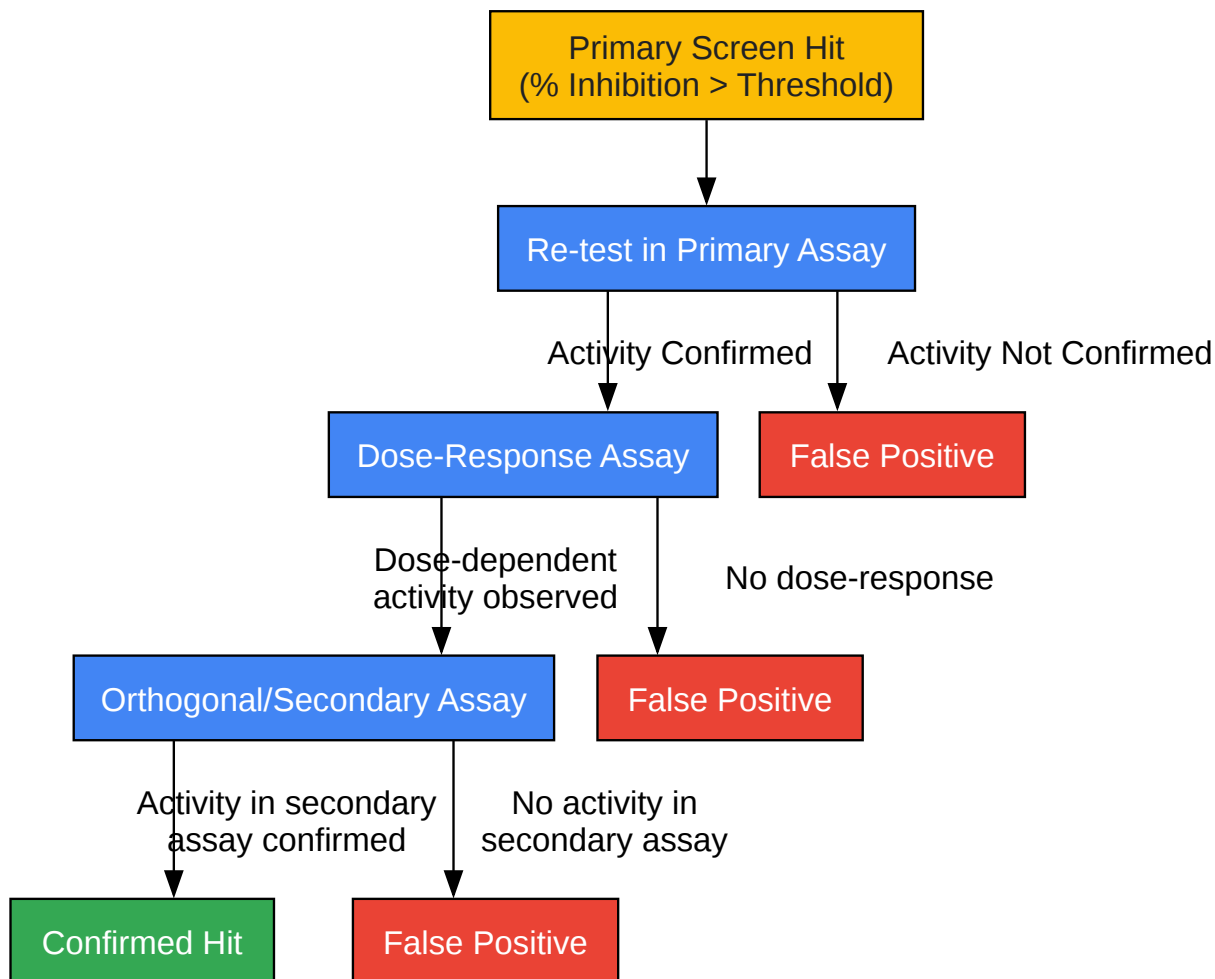 Primary Screen Hit
(% Inhibition > Threshold)
Re-test in Primary Assay
Activity Confirmed
Activity Not Confirmed
Dose-Response Assay
False Positive
Dose-dependent
activity observed
No dose-response
Orthogonal/Secondary Assay
False Positive
Activity in secondary
assay confirmed
No activity in
secondary assay
Confirmed Hit
False Positive